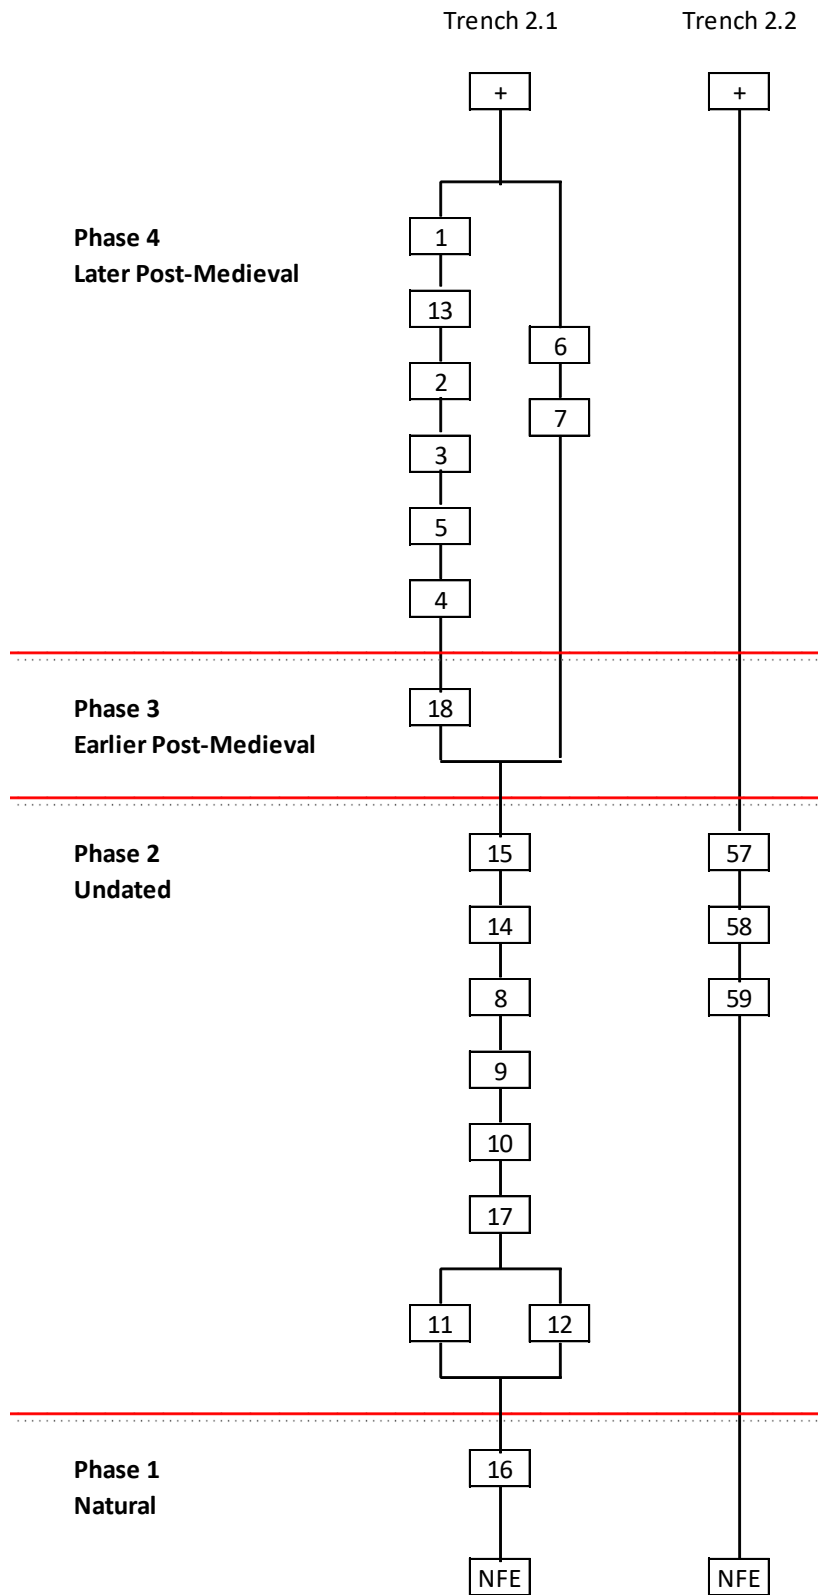 Trench 2.1 Trench 2.2
+ +
Phase 4 1
Later Post-Medieval
13
6
2
7
3
5
4
Phase 3 18
Earlier Post-Medieval
Phase 2 15 57
Undated
14 58
8 59
9
10
17
11 12
Phase 1 16
Natural
NFE NFE